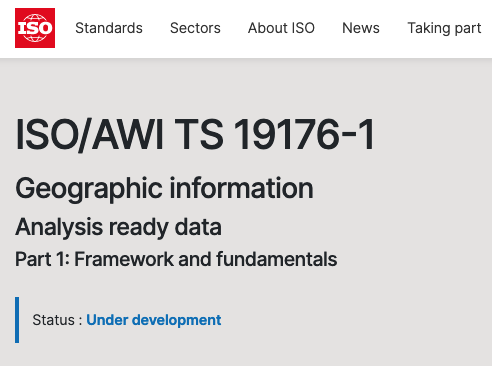 ISO
Standards Sectors About ISO News Taking part
ISO/AWI TS 19176-1
Geographic information
Analysis ready data
Part 1: Framework and fundamentals
Status : Under development